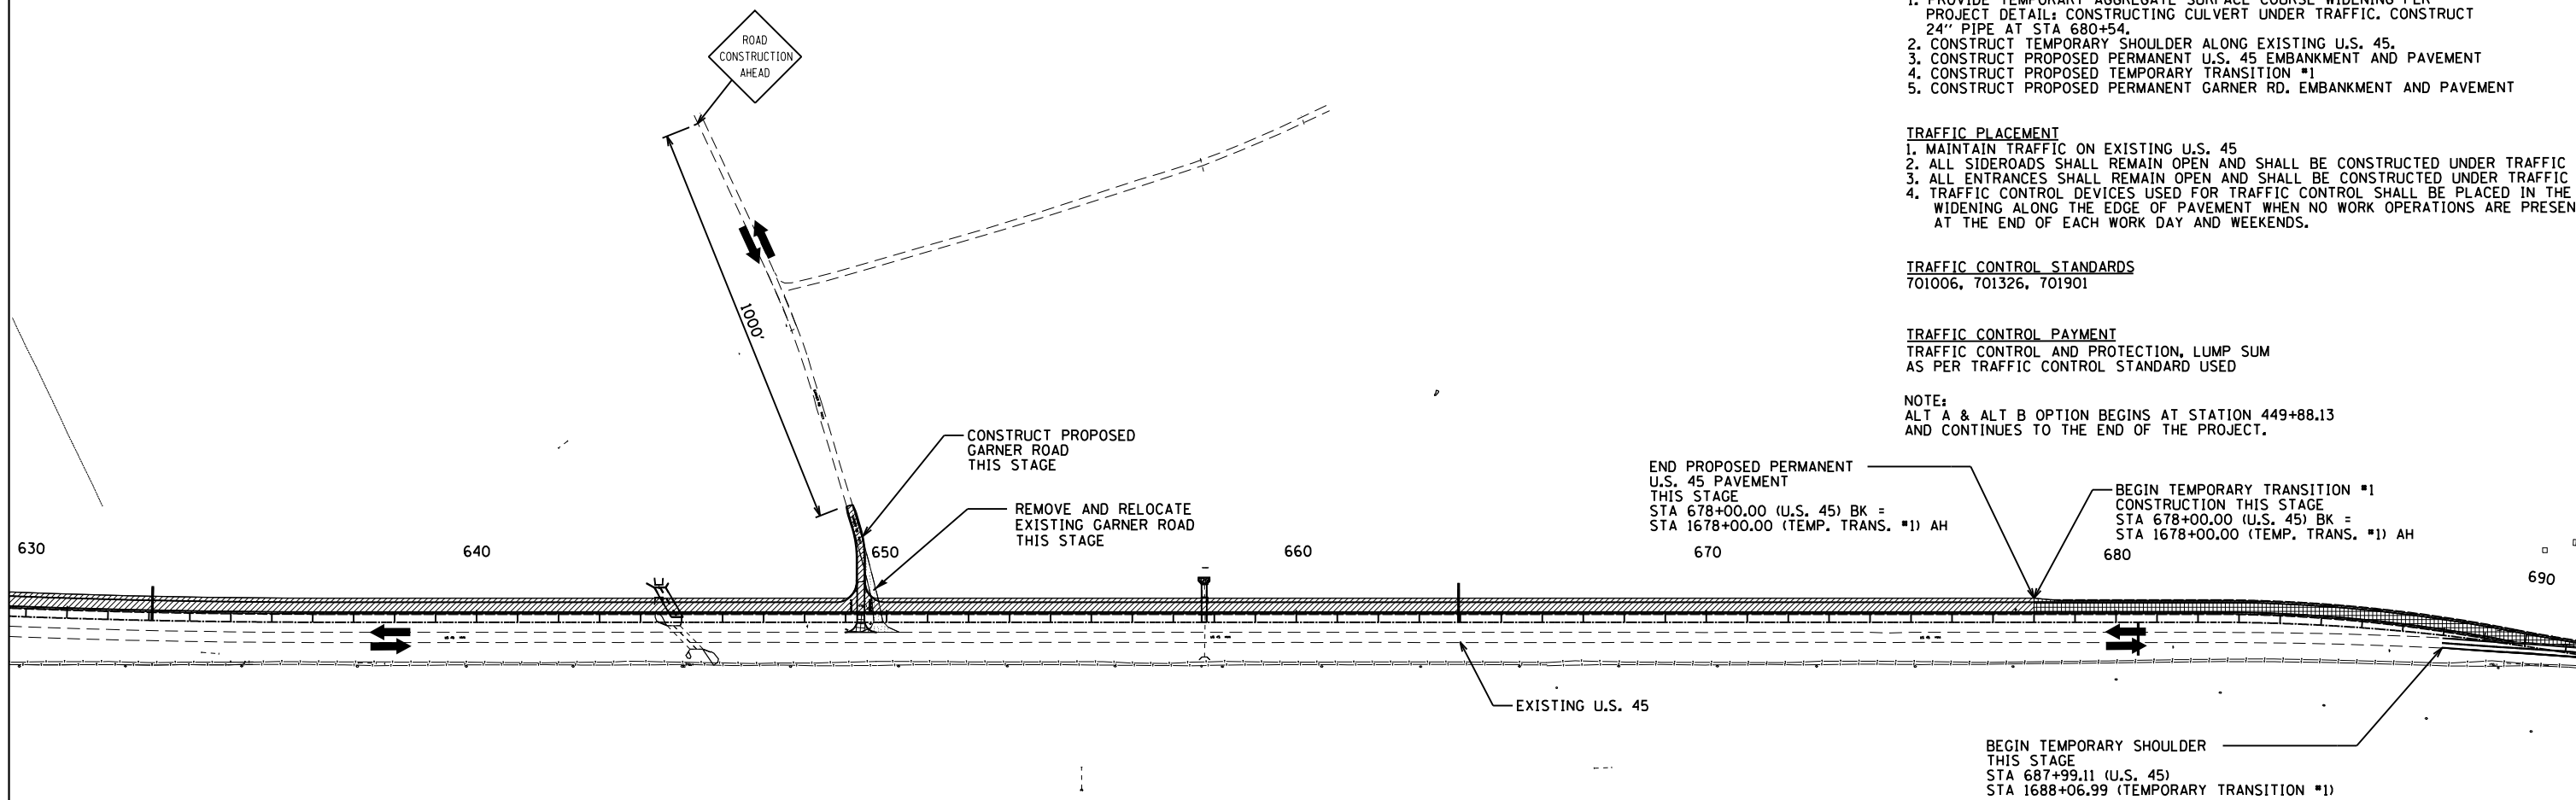 1. PROVIDE TEMPORARY AGGREGATE SURFACE COURSE WIDENING PER
PROJECT DETAIL: CONSTRUCTING CULVERT UNDER TRAFFIC. CONSTRUCT
24" PIPE AT STA 680+54.
2. CONSTRUCT TEMPORARY SHOULDER ALONG EXISTING U.S. 45.
3. CONSTRUCT PROPOSED PERMANENT U.S. 45 EMBANKMENT AND PAVEMENT
4. CONSTRUCT PROPOSED TEMPORARY TRANSITION #1
5. CONSTRUCT PROPOSED PERMANENT GARNER RD. EMBANKMENT AND PAVEMENT
TRAFFIC PLACEMENT
1. MAINTAIN TRAFFIC ON EXISTING U.S. 45
2. ALL SIDEROADS SHALL REMAIN OPEN AND SHALL BE CONSTRUCTED UNDER TRAFFIC
3. ALL ENTRANCES SHALL REMAIN OPEN AND SHALL BE CONSTRUCTED UNDER TRAFFIC
4. TRAFFIC CONTROL DEVICES USED FOR TRAFFIC CONTROL SHALL BE PLACED IN THE
WIDENING ALONG THE EDGE OF PAVEMENT WHEN NO WORK OPERATIONS ARE PRESEN
AT THE END OF EACH WORK DAY AND WEEKENDS.
TRAFFIC CONTROL STANDARDS
701006, 701326, 701901
TRAFFIC CONTROL PAYMENT
TRAFFIC CONTROL AND PROTECTION, LUMP SUM
AS PER TRAFFIC CONTROL STANDARD USED
NOTE:
ALT A & ALT B OPTION BEGINS AT STATION 449+88.13
AND CONTINUES TO THE END OF THE PROJECT.
ROAD
CONSTRUCTION
AHEAD
1000'
CONSTRUCT PROPOSED
GARNER ROAD
THIS STAGE
REMOVE AND RELOCATE
EXISTING GARNER ROAD
THIS STAGE
END PROPOSED PERMANENT
U.S. 45 PAVEMENT
THIS STAGE
STA 678+00.00 (U.S. 45) BK =
STA 1678+00.00 (TEMP. TRANS. #1) AH
BEGIN TEMPORARY TRANSITION #1
CONSTRUCTION THIS STAGE
STA 678+00.00 (U.S. 45) BK =
STA 1678+00.00 (TEMP. TRANS. #1) AH
630
640
650
660
670
680
690
EXISTING U.S. 45
BEGIN TEMPORARY SHOULDER
THIS STAGE
STA 687+99.11 (U.S. 45)
STA 1688+06.99 (TEMPORARY TRANSITION #1)